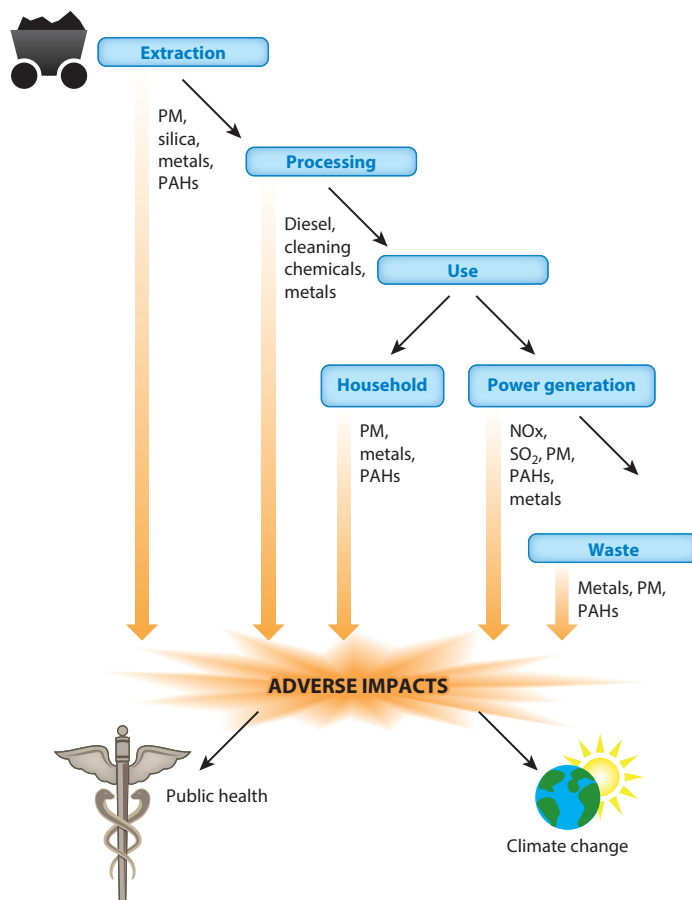 Extraction
PM,
silica,
metals,
PAHs
Processing
Diesel,
cleaning
chemicals,
metals
Use
Household
Power generation
PM,
metals,
PAHs
NOx,
SO₂, PM,
PAHs,
metals
Waste
Metals, PM,
PAHs
ADVERSE IMPACTS
Public health
Climate change